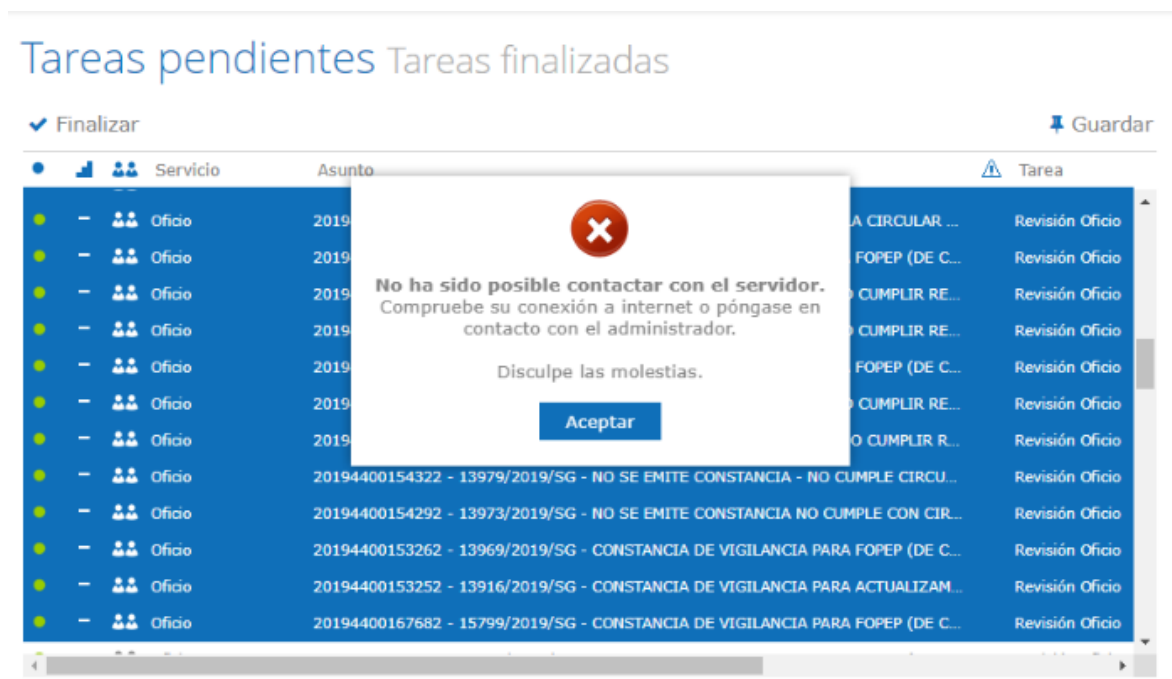 Tareas pendientes Tareas finalizadas
Finalizar Guardar
Servicio Asunto Tarea
Oficio 2019 A CIRCULAR ... Revisión Oficio
Oficio 2019 FOPEP (DE C... Revisión Oficio
Oficio 2019 CUMPLIR RE... Revisión Oficio
Oficio 2019 CUMPLIR RE... Revisión Oficio
Oficio 2019 FOPEP (DE C... Revisión Oficio
Oficio 2019 CUMPLIR RE... Revisión Oficio
Oficio 2019 O CUMPLIR R... Revisión Oficio
Oficio 20194400154322 - 13979/2019/SG - NO SE EMITE CONSTANCIA - NO CUMPLE CIRCU... Revisión Oficio
Oficio 20194400154292 - 13973/2019/SG - NO SE EMITE CONSTANCIA NO CUMPLE CON CIR... Revisión Oficio
Oficio 20194400153262 - 13969/2019/SG - CONSTANCIA DE VIGILANCIA PARA FOPEP (DE C... Revisión Oficio
Oficio 20194400153252 - 13916/2019/SG - CONSTANCIA DE VIGILANCIA PARA ACTUALIZAM... Revisión Oficio
Oficio 20194400167682 - 15799/2019/SG - CONSTANCIA DE VIGILANCIA PARA FOPEP (DE C... Revisión Oficio
No ha sido posible contactar con el servidor.
Compruebe su conexión a internet o póngase en
contacto con el administrador.
Disculpe las molestias.
Aceptar